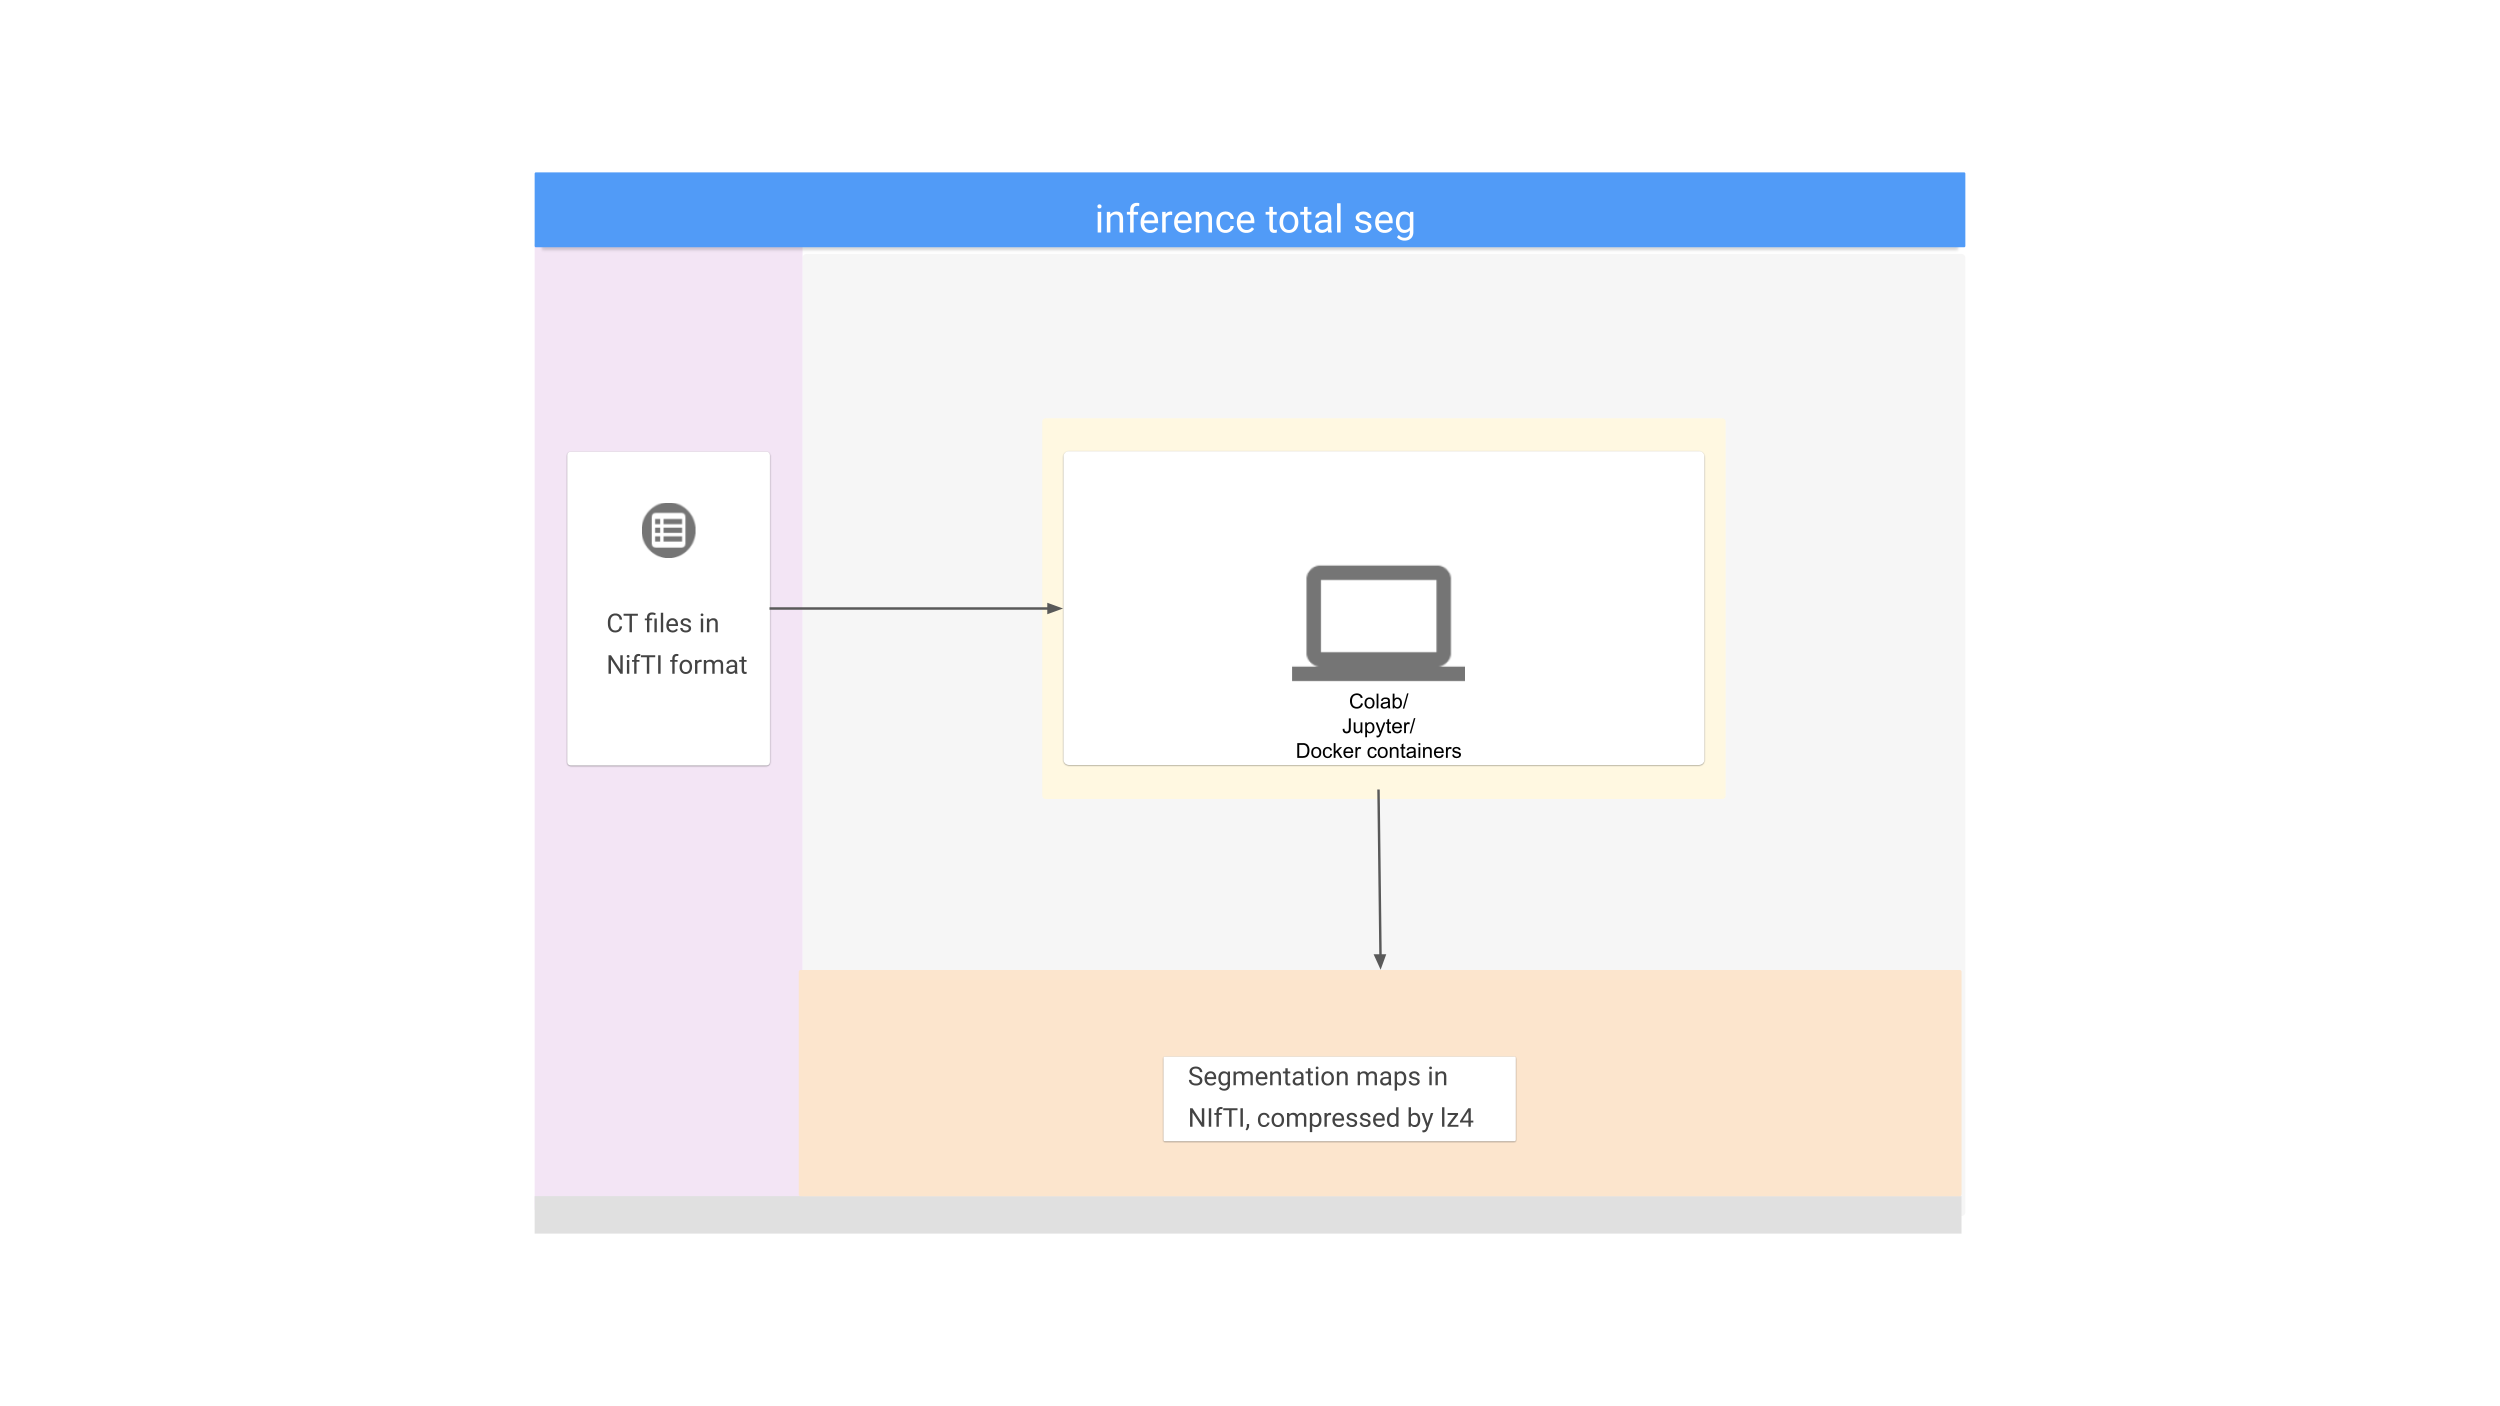 inference total seg
CT files in
NifTI format
Colab/
Jupyter/
Docker containers
Segmentation maps in
NIfTI, compressed by lz4